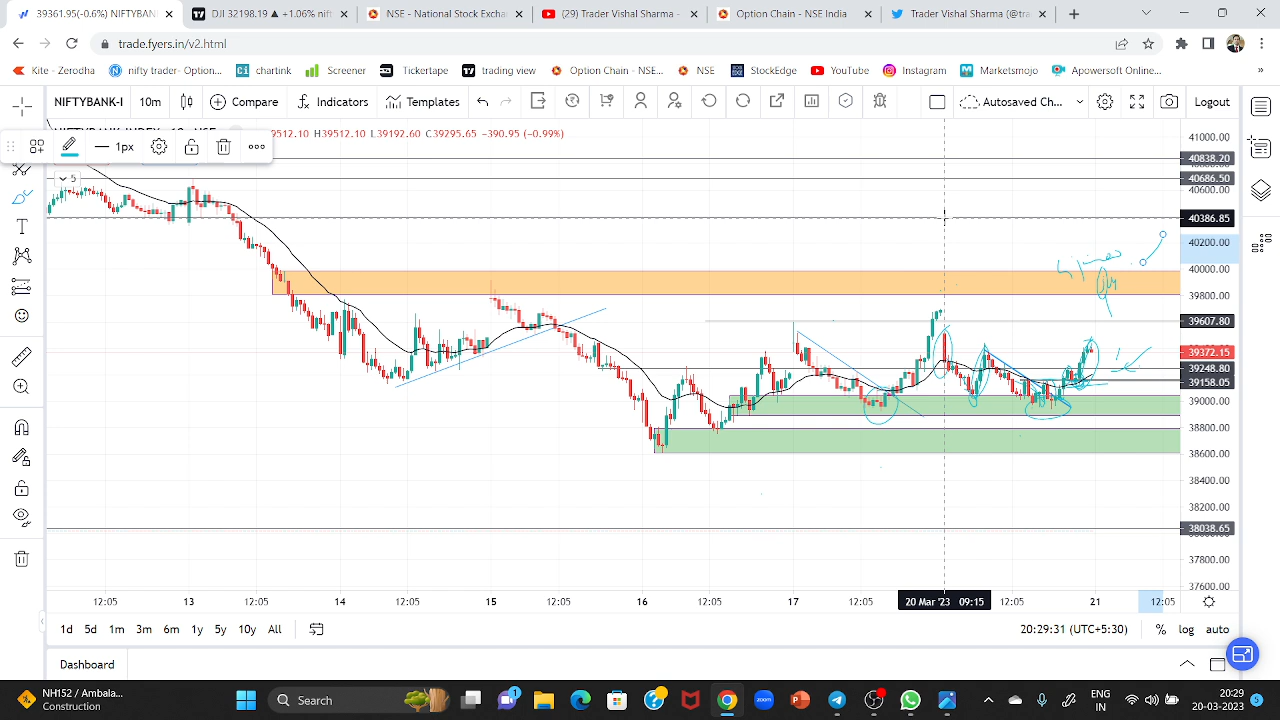 39361.95(-0.6%) NIFTYBANK
DJI 32198.19 ▲ −1.06% nift
NSE - National Stock Exchan
(29) Trader Vishal Sharma -
Option Chain - NSE India
Trader Vishal Sharma (@tra
trade.fyers.in/v2.html
Kite - Zerodha
nifty trader- Option...
chartink
Screener
Tickertape
trading view
Option Chain - NSE...
NSE
StockEdge
YouTube
Instagram
Marketsmojo
Apowersoft Online...
NIFTYBANK-I 10m Compare Indicators Templates Autosaved Ch... Logout
39512.10 H39512.10 L39192.60 C39295.65 −390.95 (−0.99%)
1px
5
41000.00
40838.20
40686.50
40600.00
40386.85
40200.00
40000.00
39800.00
39607.80
39372.15
39248.80
39158.05
39000.00
38800.00
38600.00
38400.00
38200.00
38038.65
37800.00
37600.00
12:05 13 12:05 14 12:05 15 12:05 16 12:05 17 12:05 20 Mar '23 09:15 12:05 21 12:05
1d 5d 1m 3m 6m 1y 5y 10y All
20:29:31 (UTC+5:30) % log auto
Dashboard
NH152 / Ambala...
Construction
Search
1
ENG
IN
20:29
20-03-2023
5